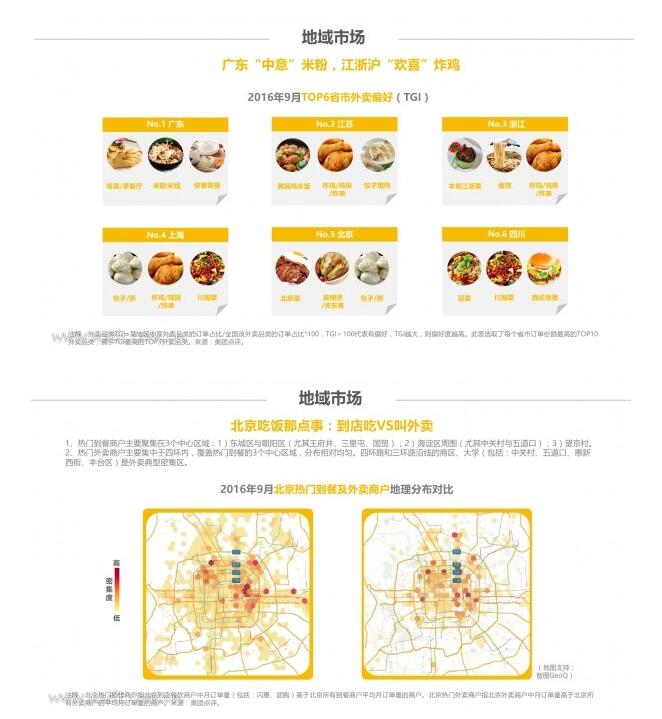 地域市场
广东“中意”米粉，江浙沪“欢喜”炸鸡
2016年9月TOP6省市外卖偏好（TGI）
No.1 广东
No.2 江苏
No.3 浙江
粤菜/茶餐厅 米粉米线 快餐简餐
黄焖鸡米饭 炸鸡/鸡排/炸串 饺子馄饨
本帮江浙菜 面馆 炸鸡/鸡排/炸串
No.4 上海
No.5 北京
No.6 四川
包子/粥 炸鸡/鸡排/炸串 川湘菜
北京菜 麻辣烫/关东煮 包子/粥
冒菜 川湘菜 西式快餐
外卖品类的订单占比/全国该外卖品类的订单占比*100，TGI＞100代表有偏好，TGI越大，则偏好度越高。此表选取了每个省市订单份额最高的TOP10
外卖品类，展示TGI最高的TOP3外卖品类。来源：美团点评。
地域市场
北京吃饭那点事：到店吃VS叫外卖
1、热门到餐商户主要聚集在3个中心区域：1）东城区与朝阳区（尤其王府井、三里屯、国贸）；2）海淀区周围（尤其中关村与五道口）；3）望京村。
2、热门外卖商户主要集中于四环内，覆盖热门到餐的3个中心区域，分布相对均匀。四环路和三环路沿线的商区、大学（包括：中关村、五道口、惠新
西街、丰台区）是外卖典型密集区。
2016年9月北京热门到餐及外卖商户地理分布对比
高
密集度
低
（地图支持：
智图GeoQ）
注释：北京热门到餐商户指北京到店餐饮商户中月订单量（包括：闪惠、团购）高于北京所有到餐商户平均月订单量的商户。北京热门外卖商户指北京外卖商户中月订单量高于北京所
有外卖商户的平均月订单量的商户。来源：美团点评。